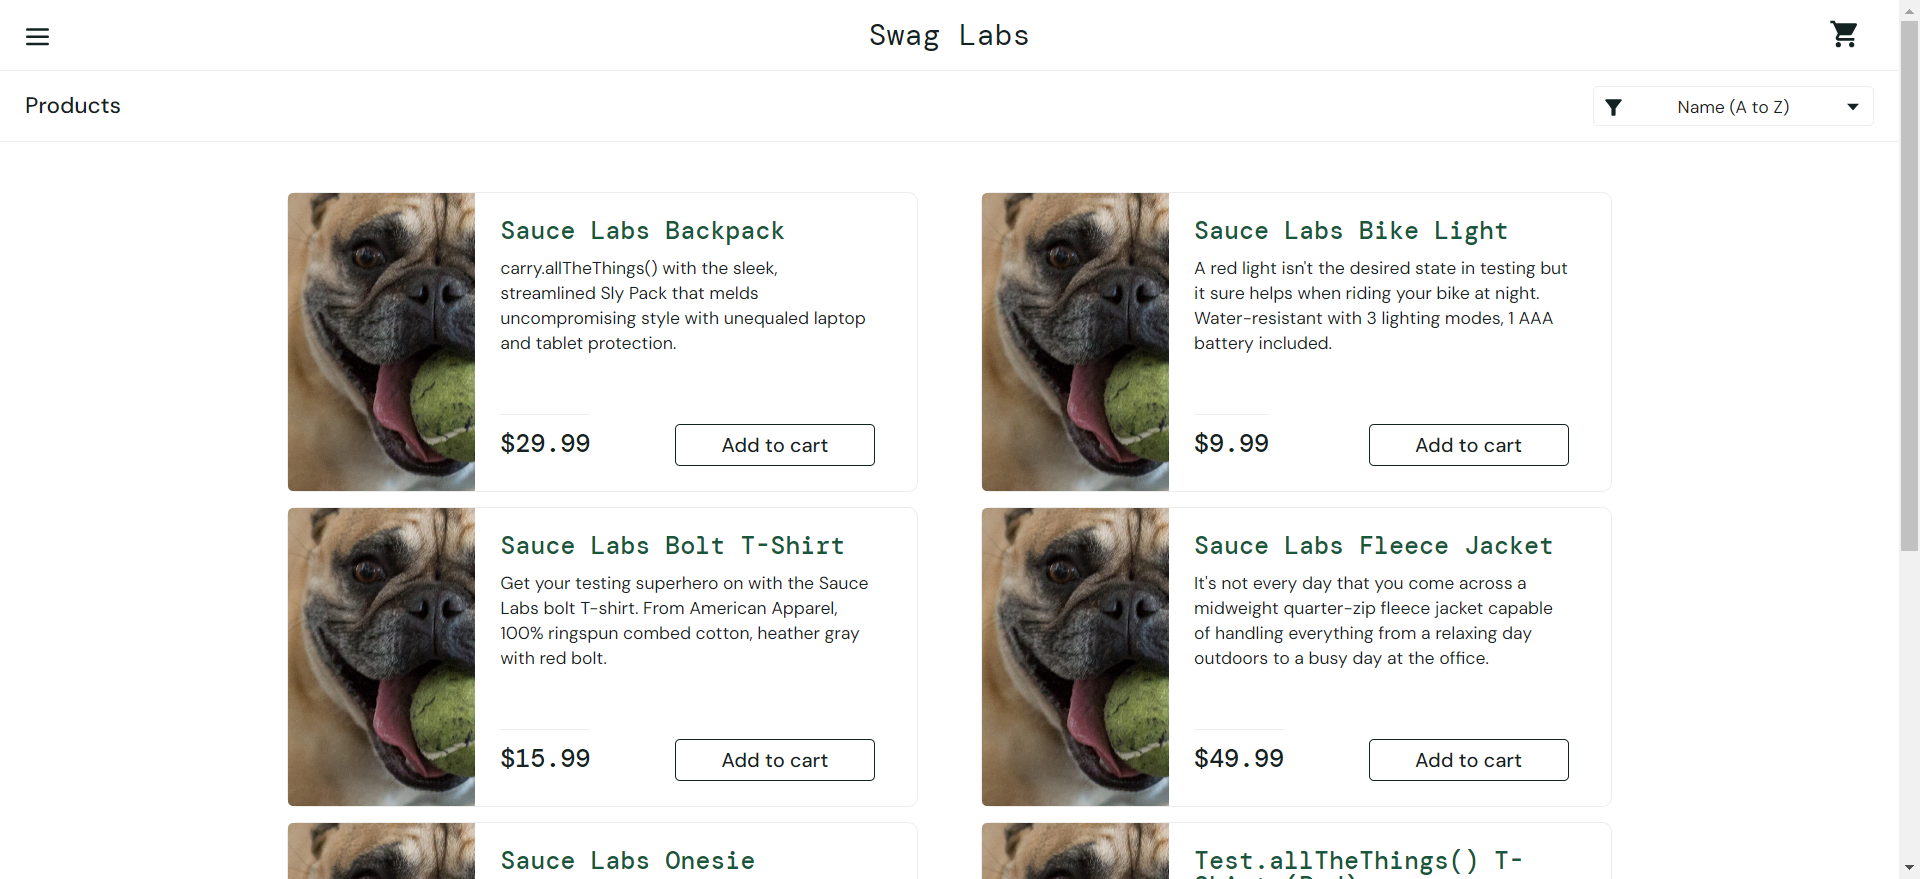 Swag Labs
Products
Name (A to Z)
Sauce Labs Backpack
carry.allTheThings() with the sleek,
streamlined Sly Pack that melds
uncompromising style with unequaled laptop
and tablet protection.
$29.99
Add to cart
Sauce Labs Bike Light
A red light isn't the desired state in testing but
it sure helps when riding your bike at night.
Water-resistant with 3 lighting modes, 1 AAA
battery included.
$9.99
Add to cart
Sauce Labs Bolt T-Shirt
Get your testing superhero on with the Sauce
Labs bolt T-shirt. From American Apparel,
100% ringspun combed cotton, heather gray
with red bolt.
$15.99
Add to cart
Sauce Labs Fleece Jacket
It's not every day that you come across a
midweight quarter-zip fleece jacket capable
of handling everything from a relaxing day
outdoors to a busy day at the office.
$49.99
Add to cart
Sauce Labs Onesie
Test.allTheThings() T-